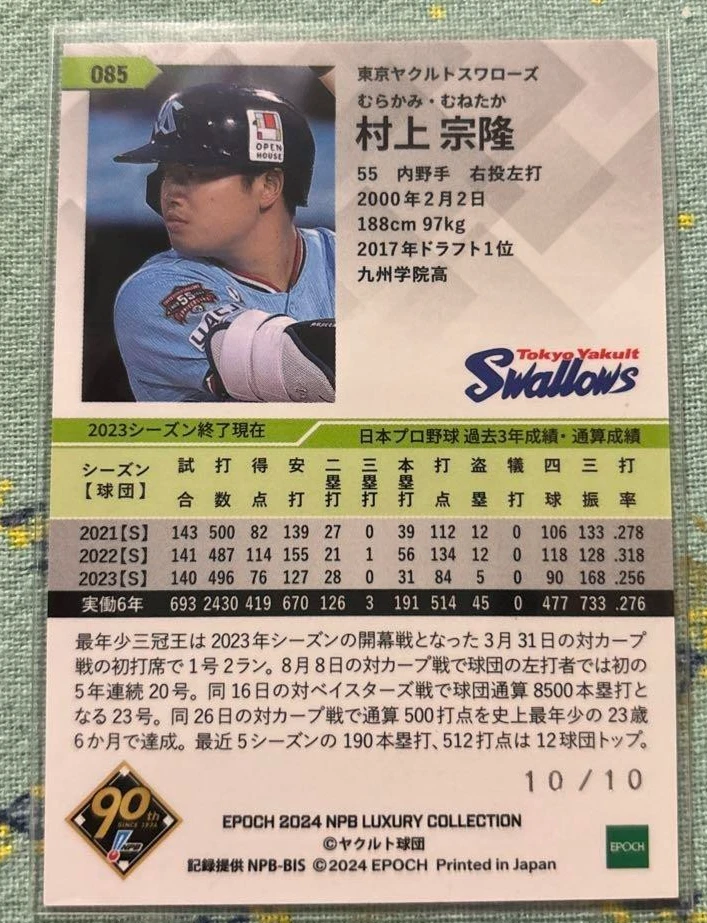 085
OPEN
HOUSE
55
東京ヤクルトスワローズ
むらかみ・むねたか
村上 宗隆
55 内野手 右投左打
2000年2月2日
188cm 97kg
2017年ドラフト1位
九州学院高
Tokyo Yakult
Swallows
2023シーズン終了現在
日本プロ野球 過去3年成績・通算成績
シーズン【球団】 試合 打数 得点 安打 二塁打 三塁打 本塁打 打点 盗塁 犠打 四球 三振 打率
2021【S】 143 500 82 139 27 0 39 112 12 0 106 133 .278
2022【S】 141 487 114 155 21 1 56 134 12 0 118 128 .318
2023【S】 140 496 76 127 28 0 31 84 5 0 90 168 .256
実働6年 693 2430 419 670 126 3 191 514 45 0 477 733 .276
最年少三冠王は2023年シーズンの開幕戦となった3月31日の対カープ
戦の初打席で1号2ラン。8月8日の対カープ戦で球団の左打者では初の
5年連続20号。同16日の対ベイスターズ戦で球団通算8500本塁打と
なる23号。同26日の対カープ戦で通算500打点を史上最年少の23歳
6か月で達成。最近5シーズンの190本塁打、512打点は12球団トップ。
10/10
90th
SINCE 1934
NPB
EPOCH 2024 NPB LUXURY COLLECTION
©ヤクルト球団
記録提供 NPB-BIS ©2024 EPOCH Printed in Japan
EPOCH